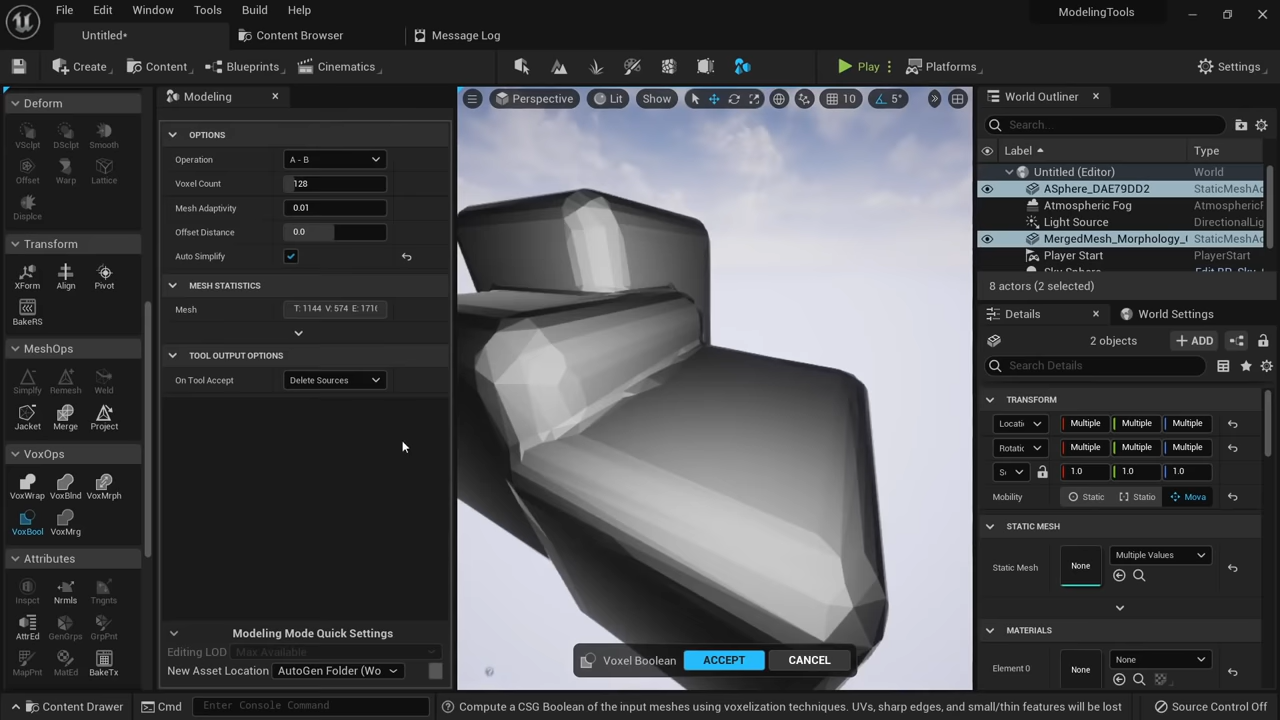 File Edit Window Tools Build Help
ModelingTools
Untitled*
Content Browser
Message Log
Create
Content
Blueprints
Cinematics
Play
Platforms
Settings
Deform
VSclpt DSclpt Smooth
Offset Warp Lattice
Displce
Transform
XForm Align Pivot
BakeRS
MeshOps
Simplfy Remesh Weld
Jacket Merge Project
VoxOps
VoxWrap VoxBlnd VoxMrph
VoxBool VoxMrg
Attributes
Inspct Nrmls Tngnts
AttrEd GenGrps GrpPnt
MapPnt MatEd BakeTx
Modeling
OPTIONS
Operation A - B
Voxel Count 128
Mesh Adaptivity 0.01
Offset Distance 0.0
Auto Simplify
MESH STATISTICS
Mesh T: 1144 V: 574 E: 1716
TOOL OUTPUT OPTIONS
On Tool Accept Delete Sources
Modeling Mode Quick Settings
Editing LOD Max Available
New Asset Location AutoGen Folder (Wo
Perspective Lit Show 10 5°
Voxel Boolean ACCEPT CANCEL
World Outliner
Search...
Label Type
Untitled (Editor) World
ASphere_DAE79DD2 StaticMeshAc
Atmospheric Fog AtmosphericF
Light Source DirectionalLig
MergedMesh_Morphology_ StaticMeshAc
Player Start PlayerStart
8 actors (2 selected)
Details
World Settings
2 objects
ADD
Search Details
TRANSFORM
Locati Multiple Multiple Multiple
Rotatic Multiple Multiple Multiple
1.0 1.0 1.0
Mobility Static Statio Mova
STATIC MESH
Static Mesh None Multiple Values
MATERIALS
Element 0 None None
Content Drawer
Cmd
Enter Console Command
Compute a CSG Boolean of the input meshes using voxelization techniques. UVs, sharp edges, and small/thin features will be lost
Source Control Off